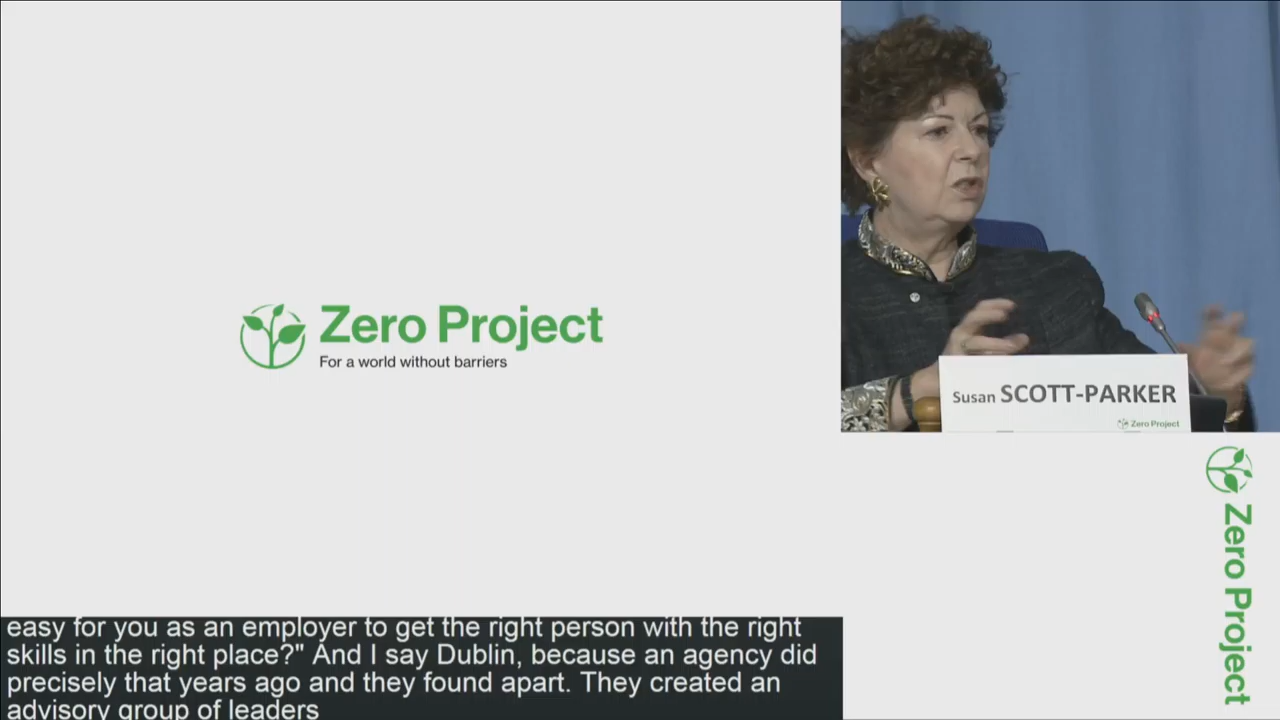 Zero Project
For a world without barriers
Susan SCOTT-PARKER
Zero Project
Zero Project
easy for you as an employer to get the right person with the right
skills in the right place?" And I say Dublin, because an agency did
precisely that years ago and they found apart. They created an
advisory group of leaders